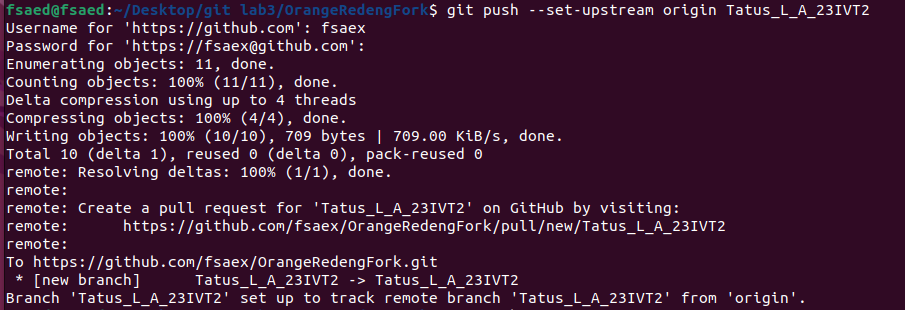 fsaed@fsaed:~/Desktop/git lab3/OrangeRedengFork$ git push --set-upstream origin Tatus_L_A_23IVT2
Username for 'https://github.com': fsaex
Password for 'https://fsaex@github.com':
Enumerating objects: 11, done.
Counting objects: 100% (11/11), done.
Delta compression using up to 4 threads
Compressing objects: 100% (4/4), done.
Writing objects: 100% (10/10), 709 bytes | 709.00 KiB/s, done.
Total 10 (delta 1), reused 0 (delta 0), pack-reused 0
remote: Resolving deltas: 100% (1/1), done.
remote:
remote: Create a pull request for 'Tatus_L_A_23IVT2' on GitHub by visiting:
remote:      https://github.com/fsaex/OrangeRedengFork/pull/new/Tatus_L_A_23IVT2
remote:
To https://github.com/fsaex/OrangeRedengFork.git
 * [new branch]      Tatus_L_A_23IVT2 -> Tatus_L_A_23IVT2
Branch 'Tatus_L_A_23IVT2' set up to track remote branch 'Tatus_L_A_23IVT2' from 'origin'.